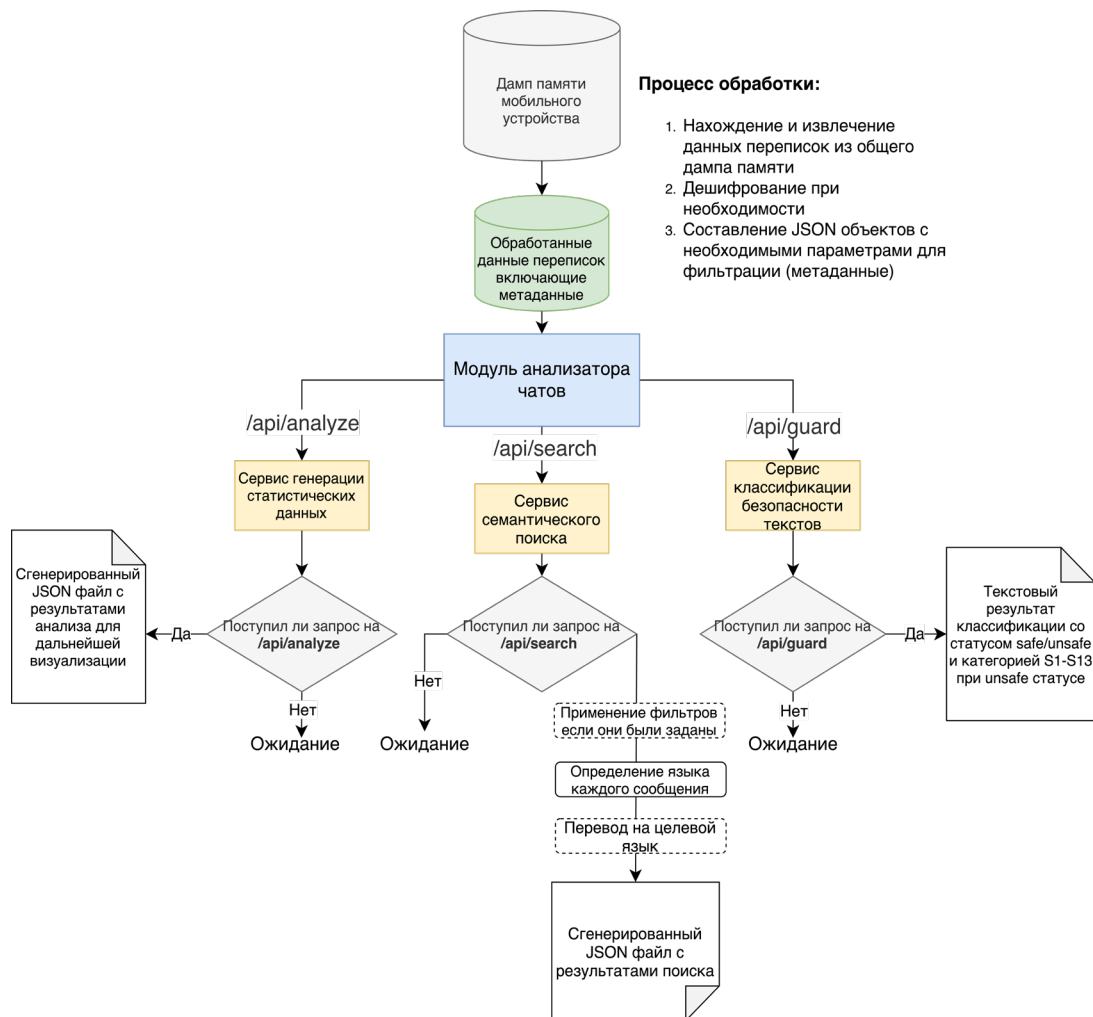 Дамп памяти
мобильного
устройства
Процесс обработки:
1. Нахождение и извлечение
данных переписок из общего
дампа памяти
2. Дешифрование при
необходимости
3. Составление JSON объектов с
необходимыми параметрами для
фильтрации (метаданные)
Обработанные
данные переписок
включающие
метаданные
Модуль анализатора
чатов
/api/analyze
/api/search
/api/guard
Сервис генерации
статистических
данных
Сервис
семантического
поиска
Сервис
классификации
безопасности
текстов
Сгенерированный
JSON файл с
результатами
анализа для
дальнейшей
визуализации
Да
Поступил ли запрос на
/api/analyze
Нет
Ожидание
Поступил ли запрос на
/api/search
Нет
Ожидание
Поступил ли запрос на
/api/guard
Да
Нет
Ожидание
Текстовый
результат
классификации со
статусом safe/unsafe
и категорией S1-S13
при unsafe статусе
Применение фильтров
если они были заданы
Определение языка
каждого сообщения
Перевод на целевой
язык
Сгенерированный
JSON файл с
результатами поиска